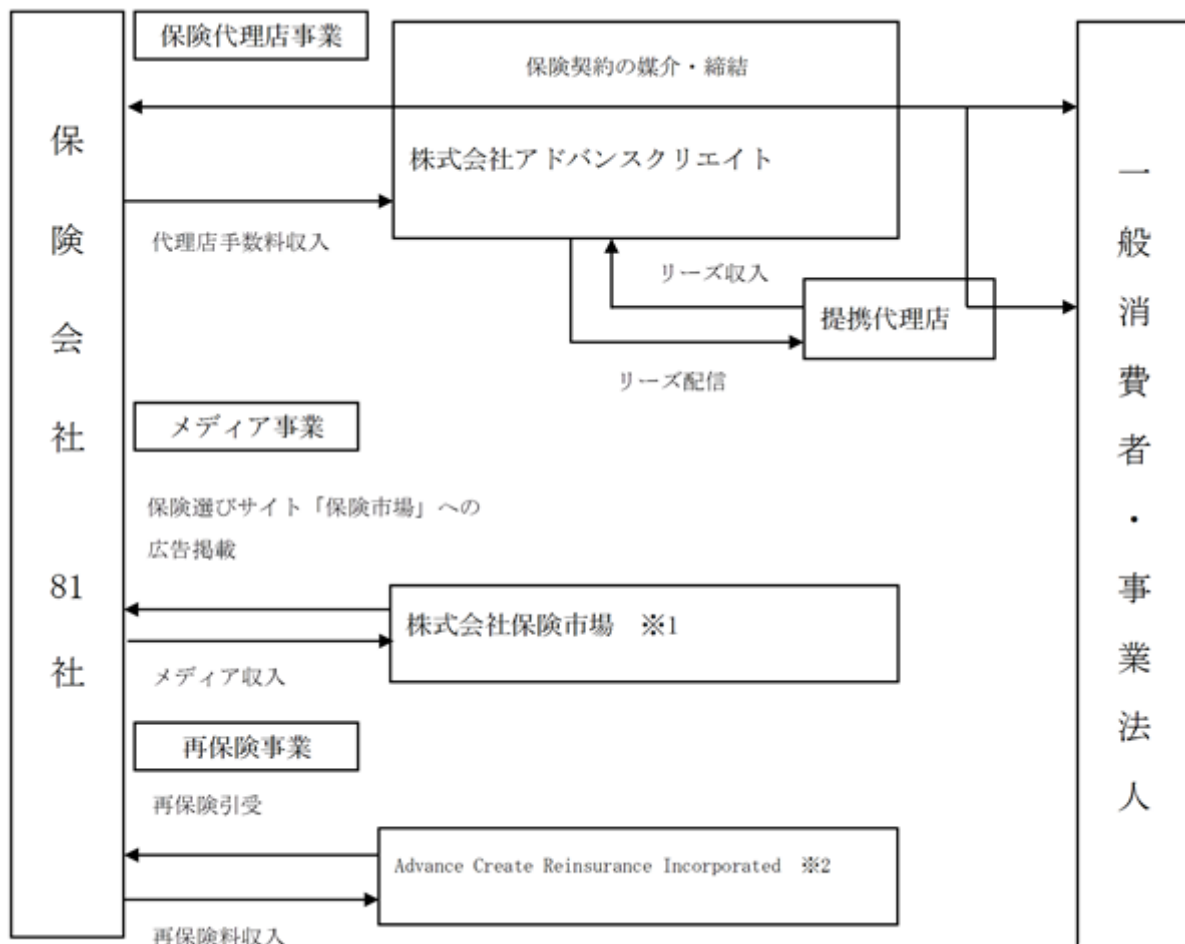 保険会社 81 社
保険代理店事業
保険契約の媒介・締結
株式会社アドバンスクリエイト
代理店手数料収入
リーズ収入
提携代理店
リーズ配信
メディア事業
保険選びサイト「保険市場」への
広告掲載
株式会社保険市場　※1
メディア収入
再保険事業
再保険引受
Advance Create Reinsurance Incorporated　※2
再保険料収入
一般消費者・事業法人